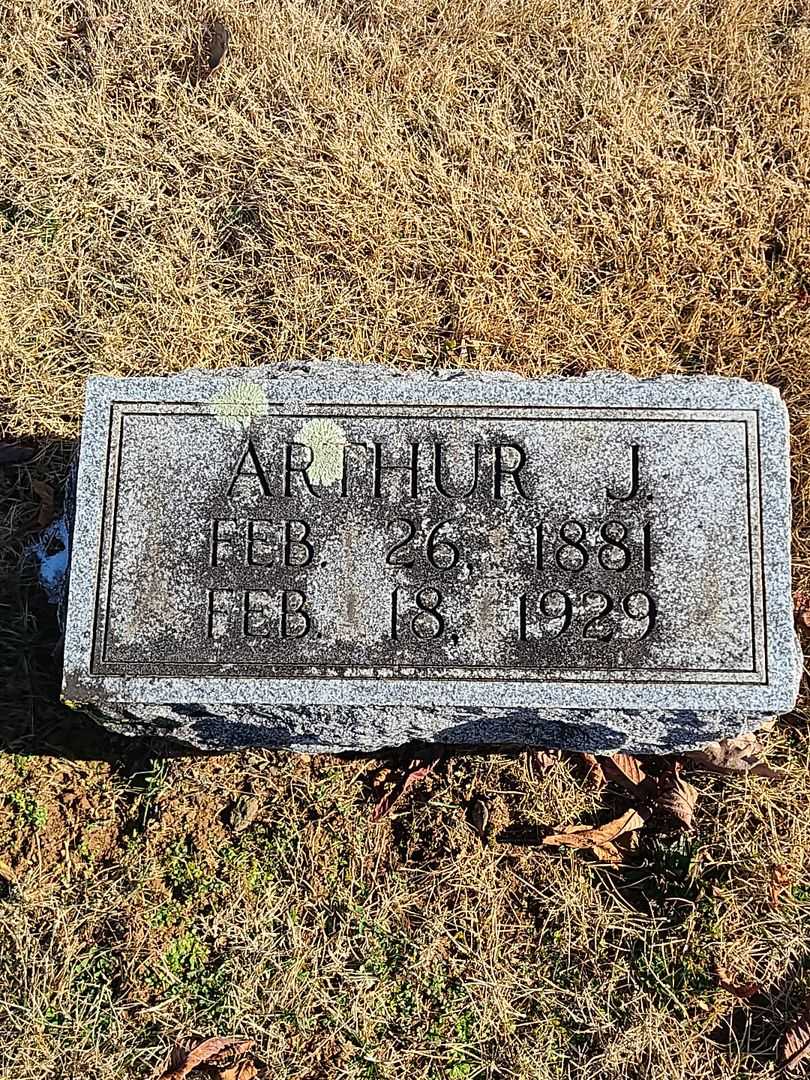 ARTHUR J.
FEB. 26, 1881
FEB. 18, 1929